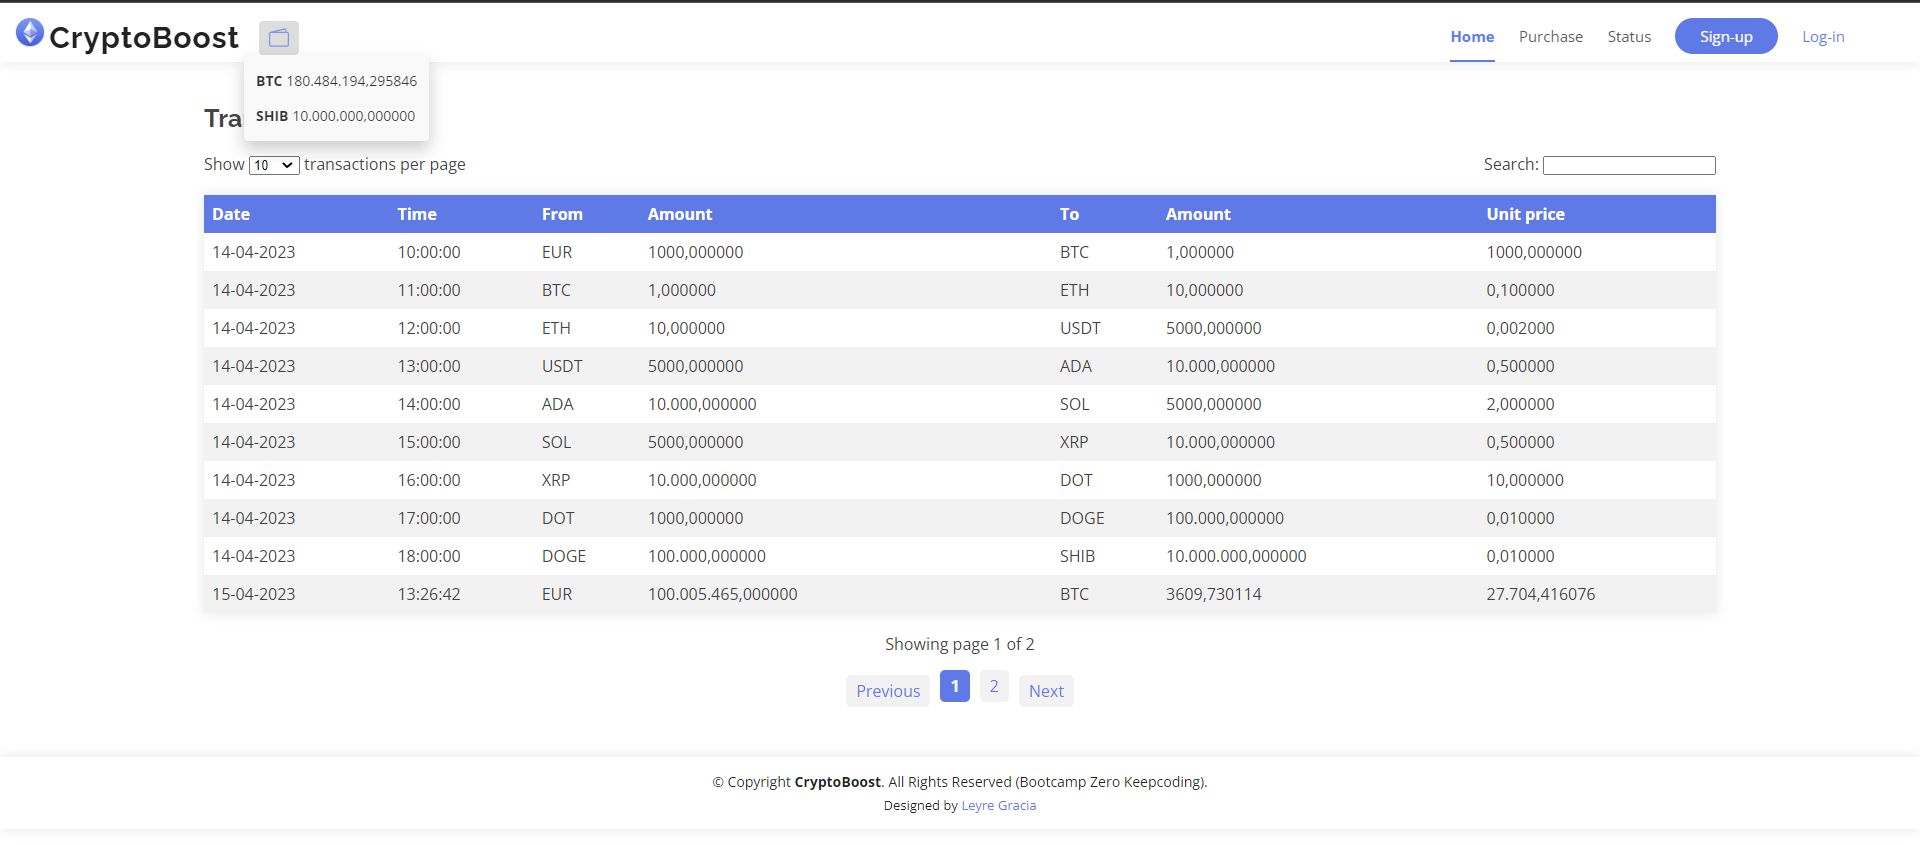 CryptoBoost
Home Purchase Status Sign-up Log-in
BTC 180.484.194,295846
SHIB 10.000.000,000000
Show 10 transactions per page
Search:
Date Time From Amount To Amount Unit price
14-04-2023 10:00:00 EUR 1000,000000 BTC 1,000000 1000,000000
14-04-2023 11:00:00 BTC 1,000000 ETH 10,000000 0,100000
14-04-2023 12:00:00 ETH 10,000000 USDT 5000,000000 0,002000
14-04-2023 13:00:00 USDT 5000,000000 ADA 10.000,000000 0,500000
14-04-2023 14:00:00 ADA 10.000,000000 SOL 5000,000000 2,000000
14-04-2023 15:00:00 SOL 5000,000000 XRP 10.000,000000 0,500000
14-04-2023 16:00:00 XRP 10.000,000000 DOT 1000,000000 10,000000
14-04-2023 17:00:00 DOT 1000,000000 DOGE 100.000,000000 0,010000
14-04-2023 18:00:00 DOGE 100.000,000000 SHIB 10.000.000,000000 0,010000
15-04-2023 13:26:42 EUR 100.005.465,000000 BTC 3609,730114 27.704,416076
Showing page 1 of 2
Previous 1 2 Next
© Copyright CryptoBoost. All Rights Reserved (Bootcamp Zero Keepcoding).
Designed by Leyre Gracia